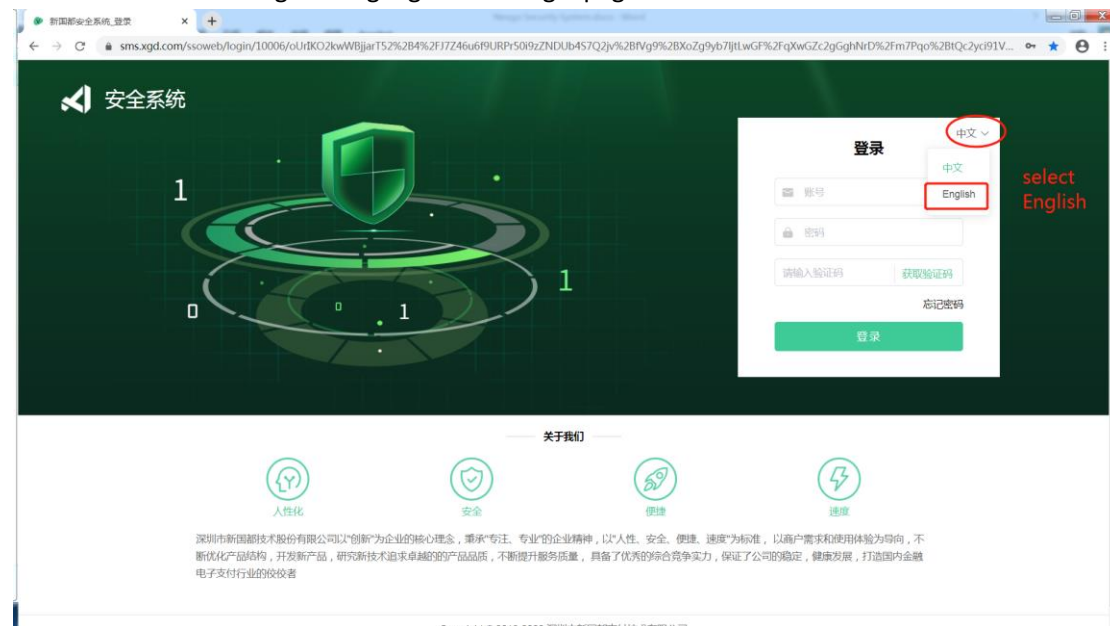 新国都安全系统_登录
sms.xgd.com/ssoweb/login/10006/
安全系统
登录
中文
中文
English
select
English
账号
密码
请输入验证码
获取验证码
忘记密码
登录
1
1
0
0
1
关于我们
人性化
安全
便捷
速度
深圳市新国都技术股份有限公司以“创新”为企业的核心理念，秉承“专注、专业”的企业精神，以“人性、安全、便捷、速度”为标准，以商户需求和使用体验为导向，不
断优化产品结构，开发新产品，研究新技术追求卓越的的产品品质，不断提升服务质量，具备了优秀的综合竞争实力，保证了公司的稳定，健康发展，打造国内金融
电子支付行业的佼佼者